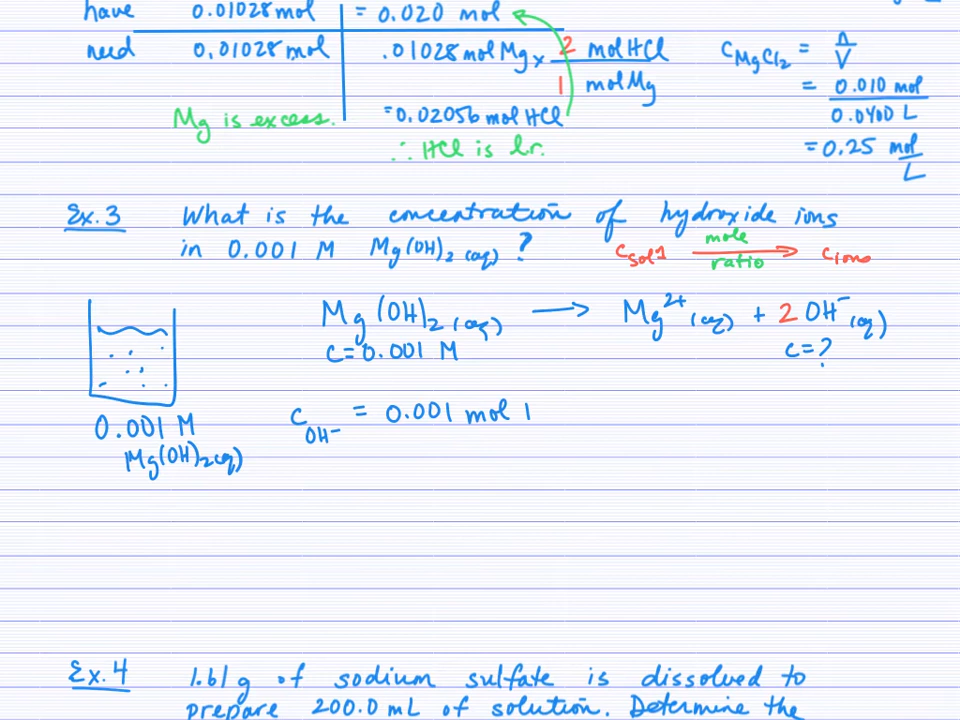 have 0.01028 mol = 0.020 mol
need 0.01028 mol .01028 mol Mg x 2 mol HCl
1 mol Mg
= 0.02056 mol HCl
Mg is excess.
∴ HCl is l.r.
C MgCl2 = n
V
= 0.010 mol
0.0400 L
= 0.25 mol
L
Ex. 3 What is the concentration of hydroxide ions
in 0.001 M Mg(OH)2 (aq) ?
mole
ratio
Mg(OH)2 (aq) → Mg2+ (aq) + 2 OH- (aq)
C = 0.001 M
C = ?
0.001 M
Mg(OH)2(aq)
C OH- = 0.001 mol
Ex. 4 1.61 g of sodium sulfate is dissolved to
prepare 200.0 mL of solution. Determine the